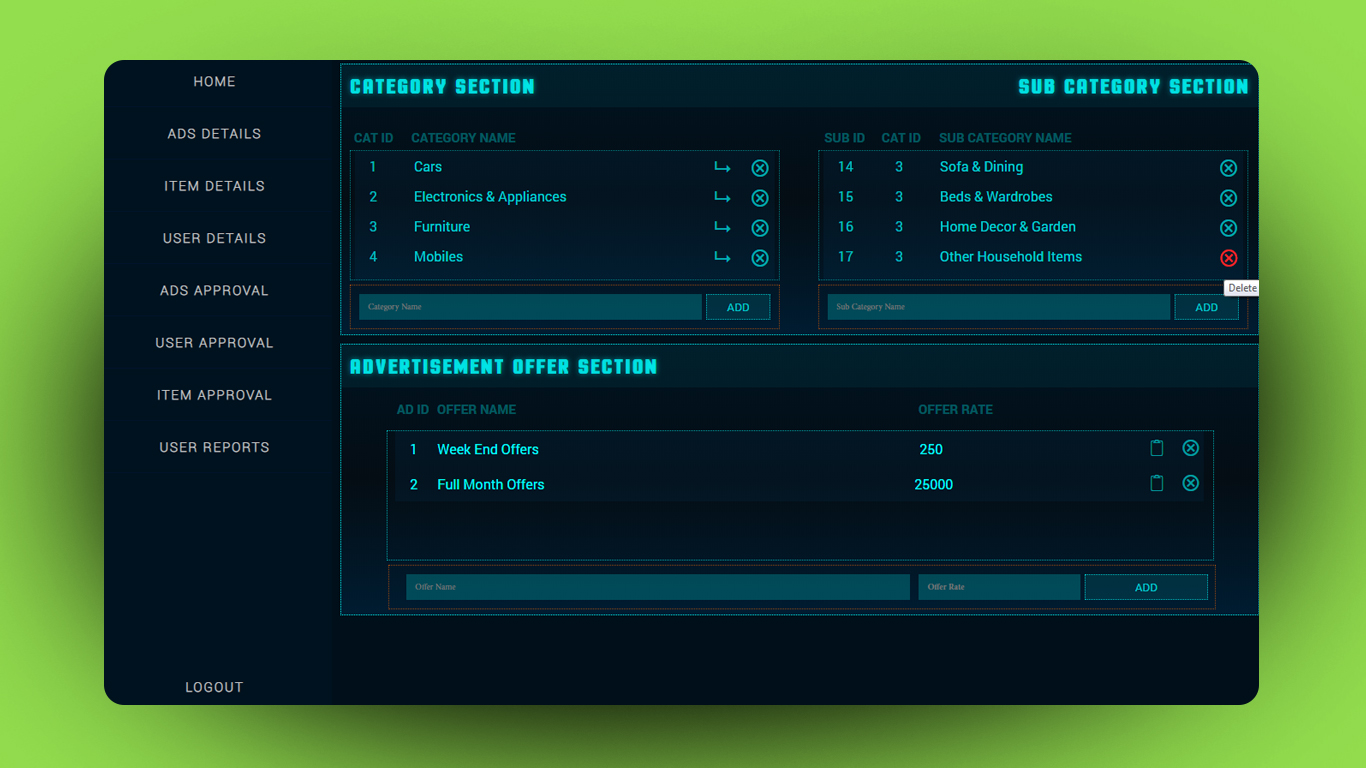 HOME
ADS DETAILS
ITEM DETAILS
USER DETAILS
ADS APPROVAL
USER APPROVAL
ITEM APPROVAL
USER REPORTS
LOGOUT
CATEGORY SECTION
CAT ID CATEGORY NAME
1 Cars
2 Electronics & Appliances
3 Furniture
4 Mobiles
Category Name ADD
SUB CATEGORY SECTION
SUB ID CAT ID SUB CATEGORY NAME
14 3 Sofa & Dining
15 3 Beds & Wardrobes
16 3 Home Decor & Garden
17 3 Other Household Items
Delete
Sub Category Name ADD
ADVERTISEMENT OFFER SECTION
AD ID OFFER NAME OFFER RATE
1 Week End Offers 250
2 Full Month Offers 25000
Offer Name Offer Rate ADD